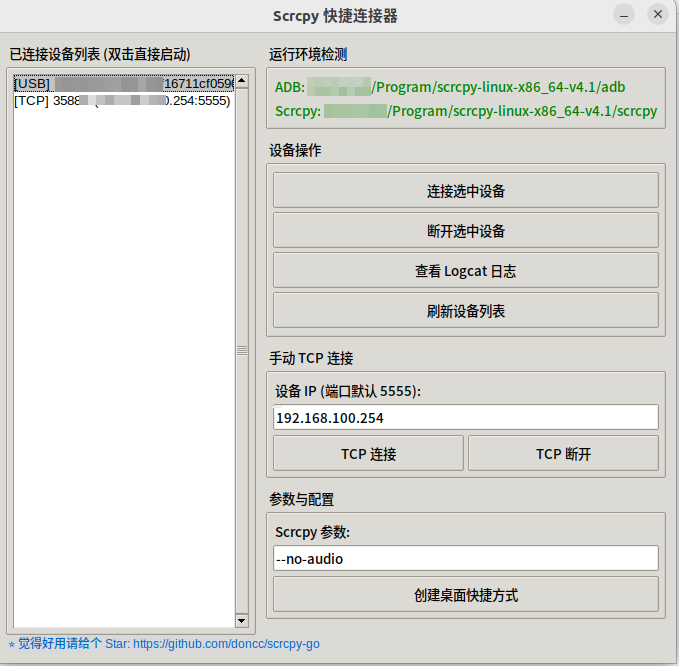 Scrcpy 快捷连接器
已连接设备列表 (双击直接启动)
[USB] 16711cf059
[TCP] 3588 .254:5555)
运行环境检测
ADB: /Program/scrcpy-linux-x86_64-v4.1/adb
Scrcpy: /Program/scrcpy-linux-x86_64-v4.1/scrcpy
设备操作
连接选中设备
断开选中设备
查看 Logcat 日志
刷新设备列表
手动 TCP 连接
设备 IP (端口默认 5555):
192.168.100.254
TCP 连接
TCP 断开
参数与配置
Scrcpy 参数:
--no-audio
创建桌面快捷方式
⭐ 觉得好用请给个 Star: https://github.com/doncc/scrcpy-go